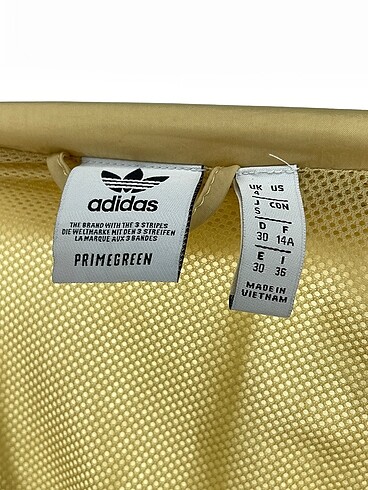 adidas
THE BRAND WITH THE 3 STRIPES
DIE WELTMARKE MIT DEN 3 STREIFEN
LA MARQUE AUX 3 BANDES
PRIMEGREEN
UK US
4
J CDN
S
D F
30 14A
E I
30 36
MADE IN
VIETNAM